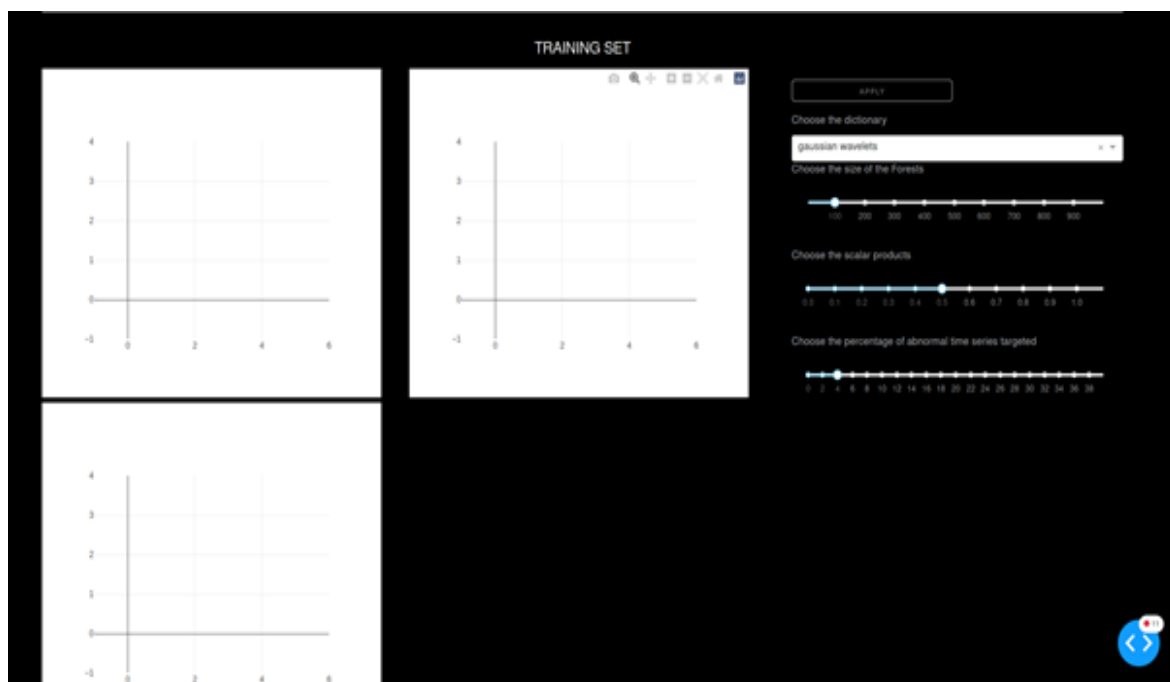 TRAINING SET
4
3
2
1
0
-1
0 2 4 6
4
3
2
1
0
-1
0 2 4 6
APPLY
Choose the dictionary
gaussian wavelets
Choose the size of the Forests
100 200 300 400 500 600 700 800 900
Choose the scalar products
0.0 0.1 0.2 0.3 0.4 0.5 0.6 0.7 0.8 0.9 1.0
Choose the percentage of abnormal time series targeted
0 2 4 6 8 10 12 14 16 18 20 22 24 26 28 30 32 34 36 38
4
3
2
1
0
-1
0 2 4 6